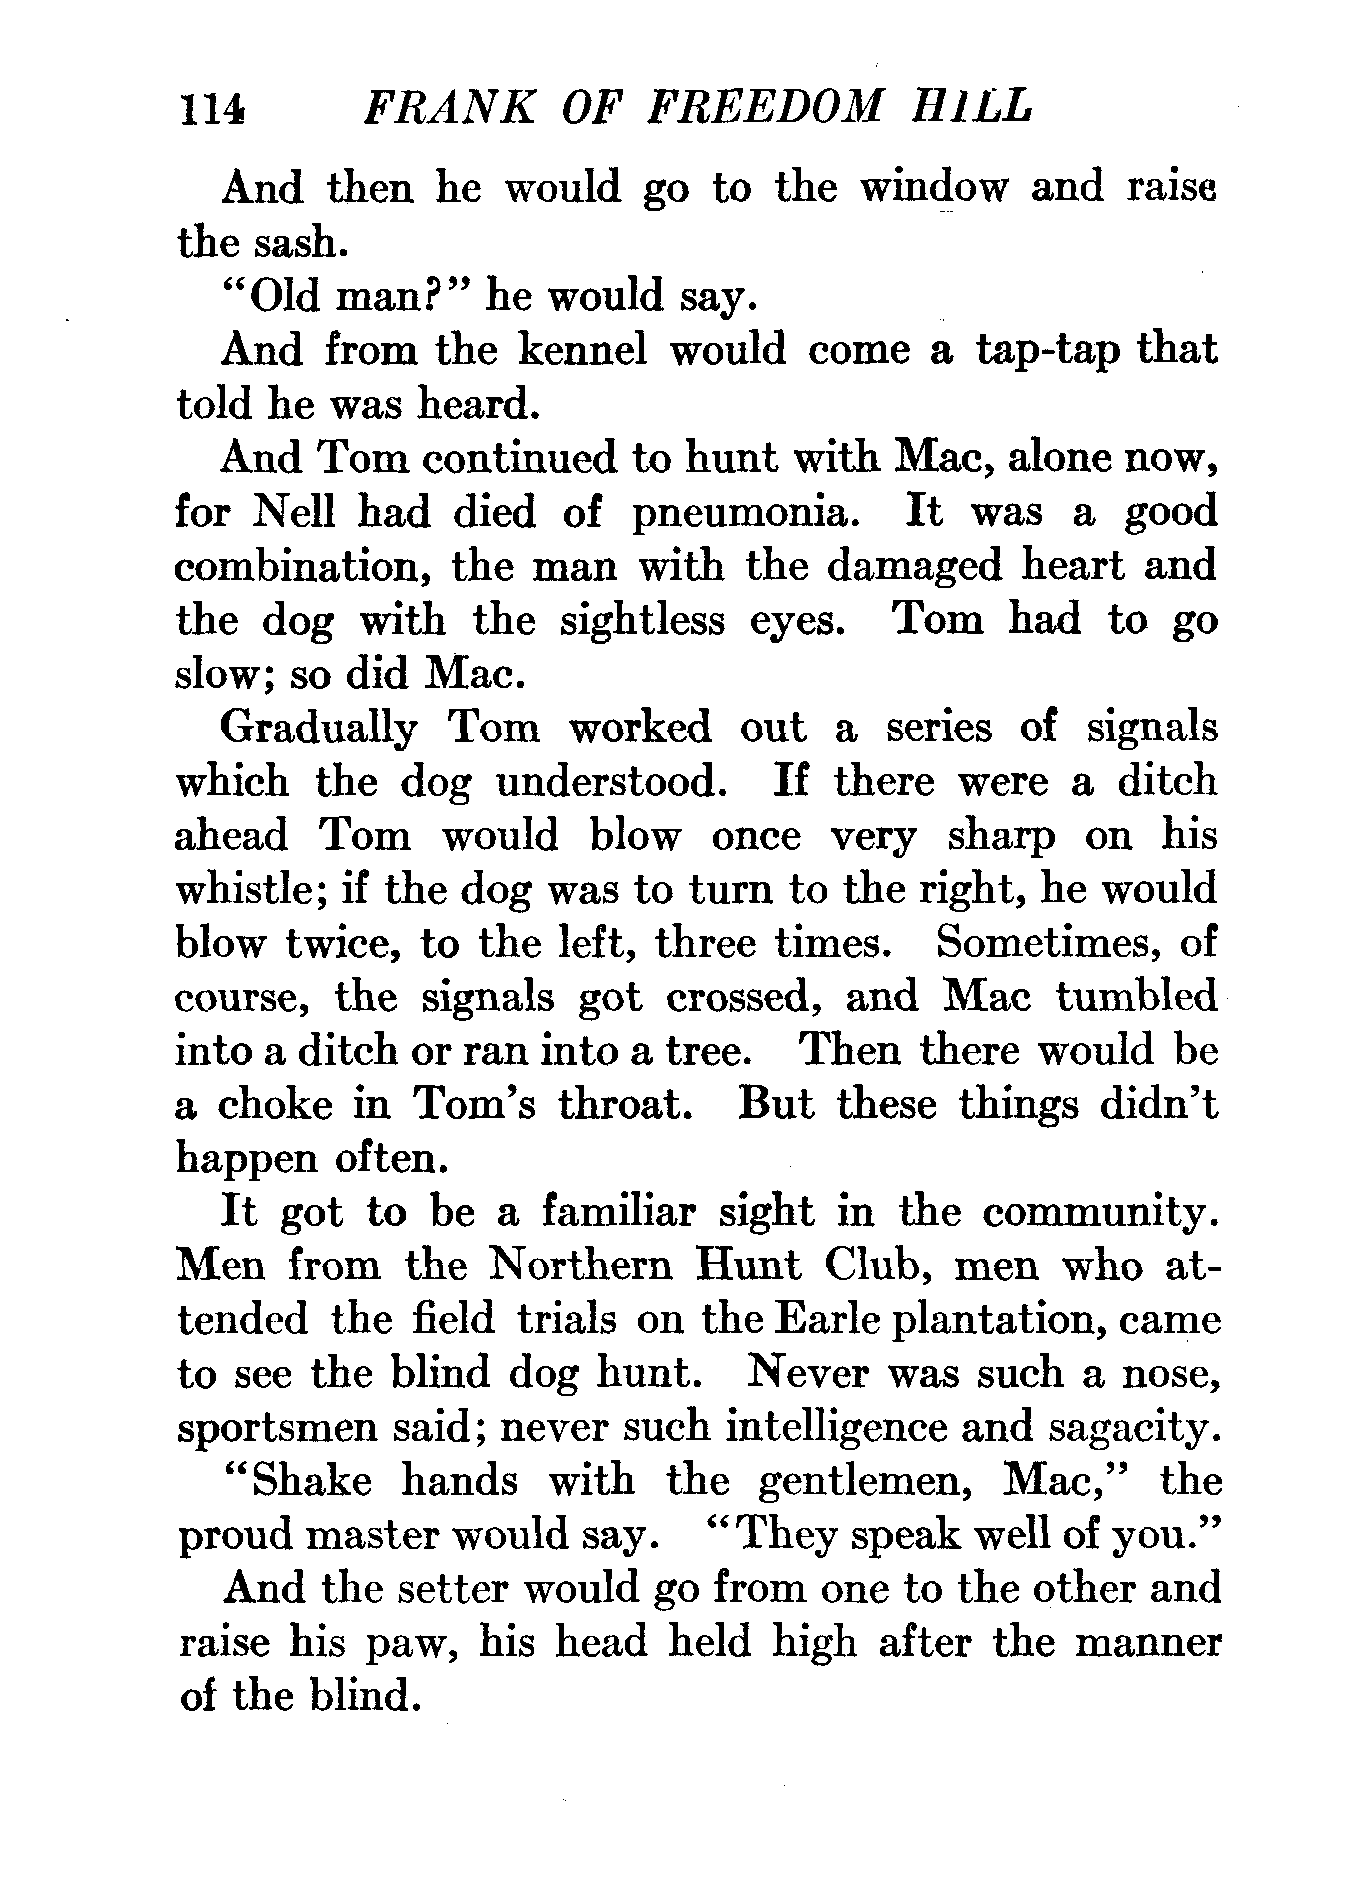 114 FRANK OF FREEDOM HILL
And then he would go to the window and raise
the sash.
"Old man?" he would say.
And from the kennel would come a tap-tap that
told he was heard.
And Tom continued to hunt with Mac, alone now,
for Nell had died of pneumonia. It was a good
combination, the man with the damaged heart and
the dog with the sightless eyes. Tom had to go
slow; so did Mac.
Gradually Tom worked out a series of signals
which the dog understood. If there were a ditch
ahead Tom would blow once very sharp on his
whistle; if the dog was to turn to the right, he would
blow twice, to the left, three times. Sometimes, of
course, the signals got crossed, and Mac tumbled
into a ditch or ran into a tree. Then there would be
a choke in Tom's throat. But these things didn't
happen often.
It got to be a familiar sight in the community.
Men from the Northern Hunt Club, men who at-
tended the field trials on the Earle plantation, came
to see the blind dog hunt. Never was such a nose,
sportsmen said; never such intelligence and sagacity.
"Shake hands with the gentlemen, Mac," the
proud master would say. "They speak well of you."
And the setter would go from one to the other and
raise his paw, his head held high after the manner
of the blind.